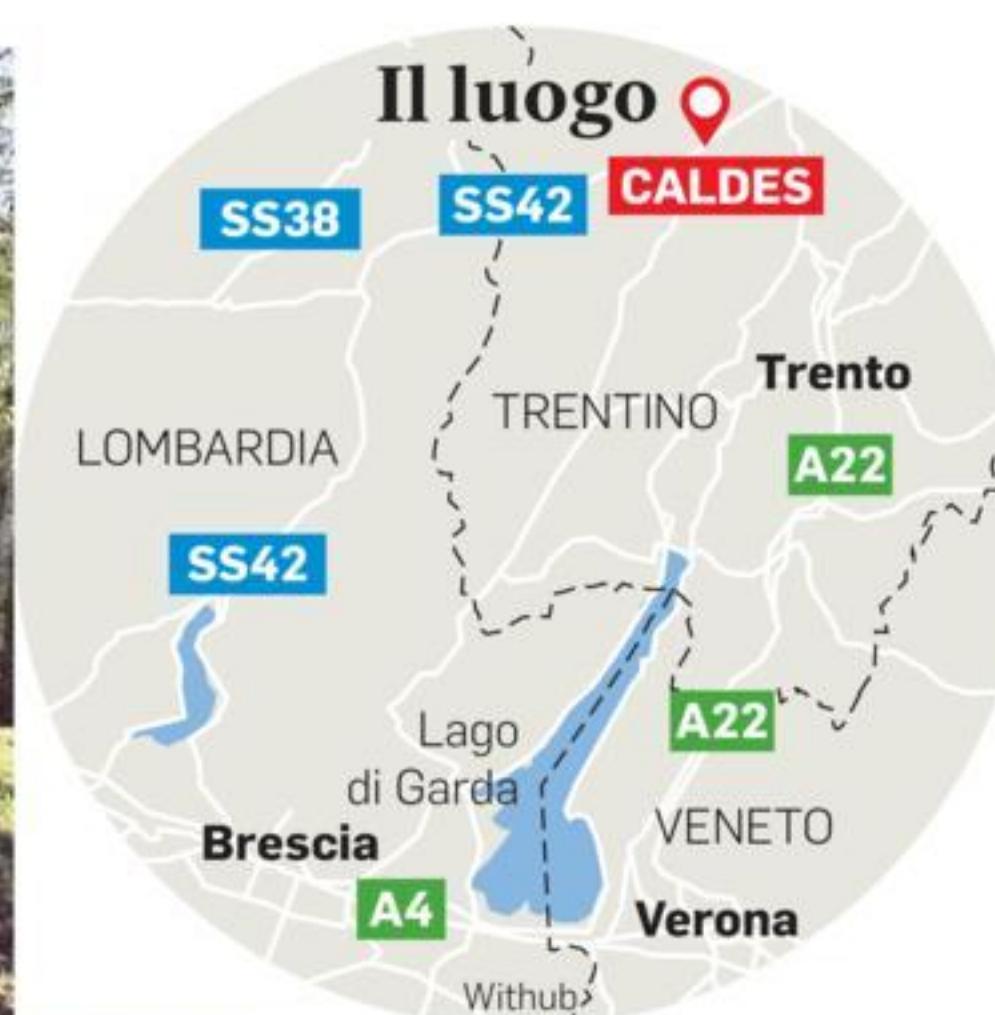 Il luogo
CALDES
SS38
SS42
Trento
TRENTINO
LOMBARDIA
A22
SS42
A22
Lago
di Garda
VENETO
Brescia
A4
Verona
Withub